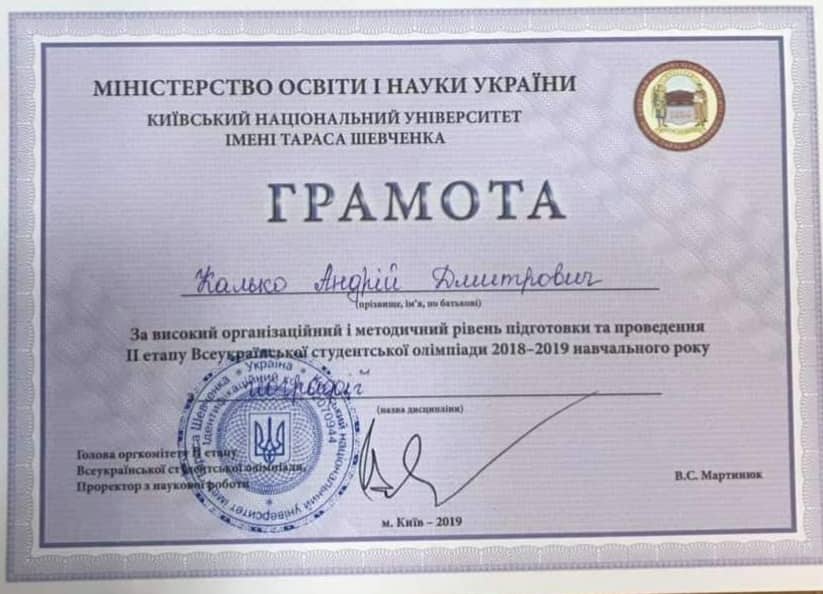 МІНІСТЕРСТВО ОСВІТИ І НАУКИ УКРАЇНИ
КИЇВСЬКИЙ НАЦІОНАЛЬНИЙ УНІВЕРСИТЕТ
ІМЕНІ ТАРАСА ШЕВЧЕНКА
ГРАМОТА
Калько Андрій Дмитрович
(прізвище, ім'я, по батькові)
За високий організаційний і методичний рівень підготовки та проведення
ІІ етапу Всеукраїнської студентської олімпіади 2018–2019 навчального року
(назва дисципліни)
Голова оргкомітету ІІ етапу
Всеукраїнської студентської олімпіади,
Проректор з наукової роботи
В.С. Мартинюк
м. Київ – 2019
Україна